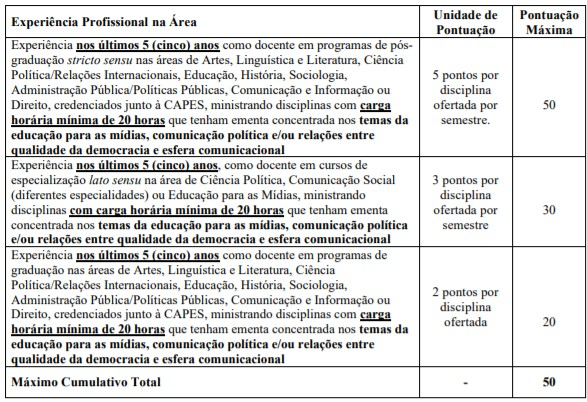 Experiência Profissional na Área
Unidade de
Pontuação
Pontuação
Máxima
Experiência nos últimos 5 (cinco) anos como docente em programas de pós-
graduação stricto sensu nas áreas de Artes, Linguística e Literatura, Ciência
Política/Relações Internacionais, Educação, História, Sociologia,
Administração Pública/Políticas Públicas, Comunicação e Informação ou
Direito, credenciados junto à CAPES, ministrando disciplinas com carga
horária mínima de 20 horas que tenham ementa concentrada nos temas da
educação para as mídias, comunicação política e/ou relações entre
qualidade da democracia e esfera comunicacional
5 pontos por
disciplina
ofertada por
semestre.
50
Experiência nos últimos 5 (cinco) anos, como docente em cursos de
especialização lato sensu na área de Ciência Política, Comunicação Social
(diferentes especialidades) ou Educação para as Mídias, ministrando
disciplinas com carga horária mínima de 20 horas que tenham ementa
concentrada nos temas da educação para as mídias, comunicação política
e/ou relações entre qualidade da democracia e esfera comunicacional
3 pontos por
disciplina
ofertada por
semestre
30
Experiência nos últimos 5 (cinco) anos como docente em programas de
graduação nas áreas de Artes, Linguística e Literatura, Ciência
Política/Relações Internacionais, Educação, História, Sociologia,
Administração Pública/Políticas Públicas, Comunicação e Informação ou
Direito, credenciados junto à CAPES, ministrando disciplinas com carga
horária mínima de 20 horas que tenham ementa concentrada nos temas da
educação para as mídias, comunicação política e/ou relações entre
qualidade da democracia e esfera comunicacional
2 pontos por
disciplina
ofertada
20
Máximo Cumulativo Total
-
50